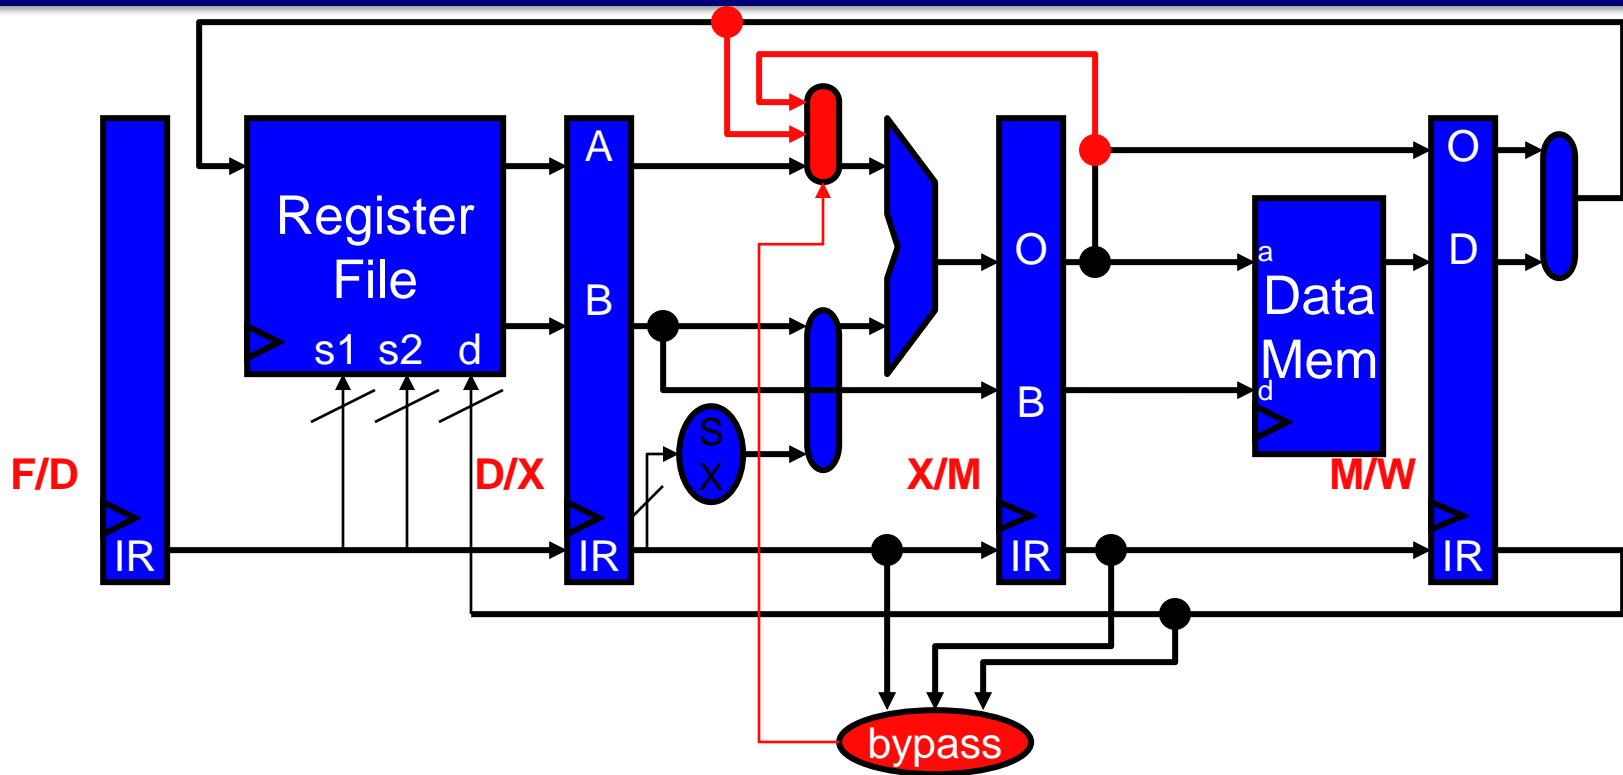 A
O
Register
File
O
D
B
a
Data
Mem
s1 s2 d
B
d
S
X
F/D
D/X
X/M
M/W
IR
IR
IR
IR
bypass